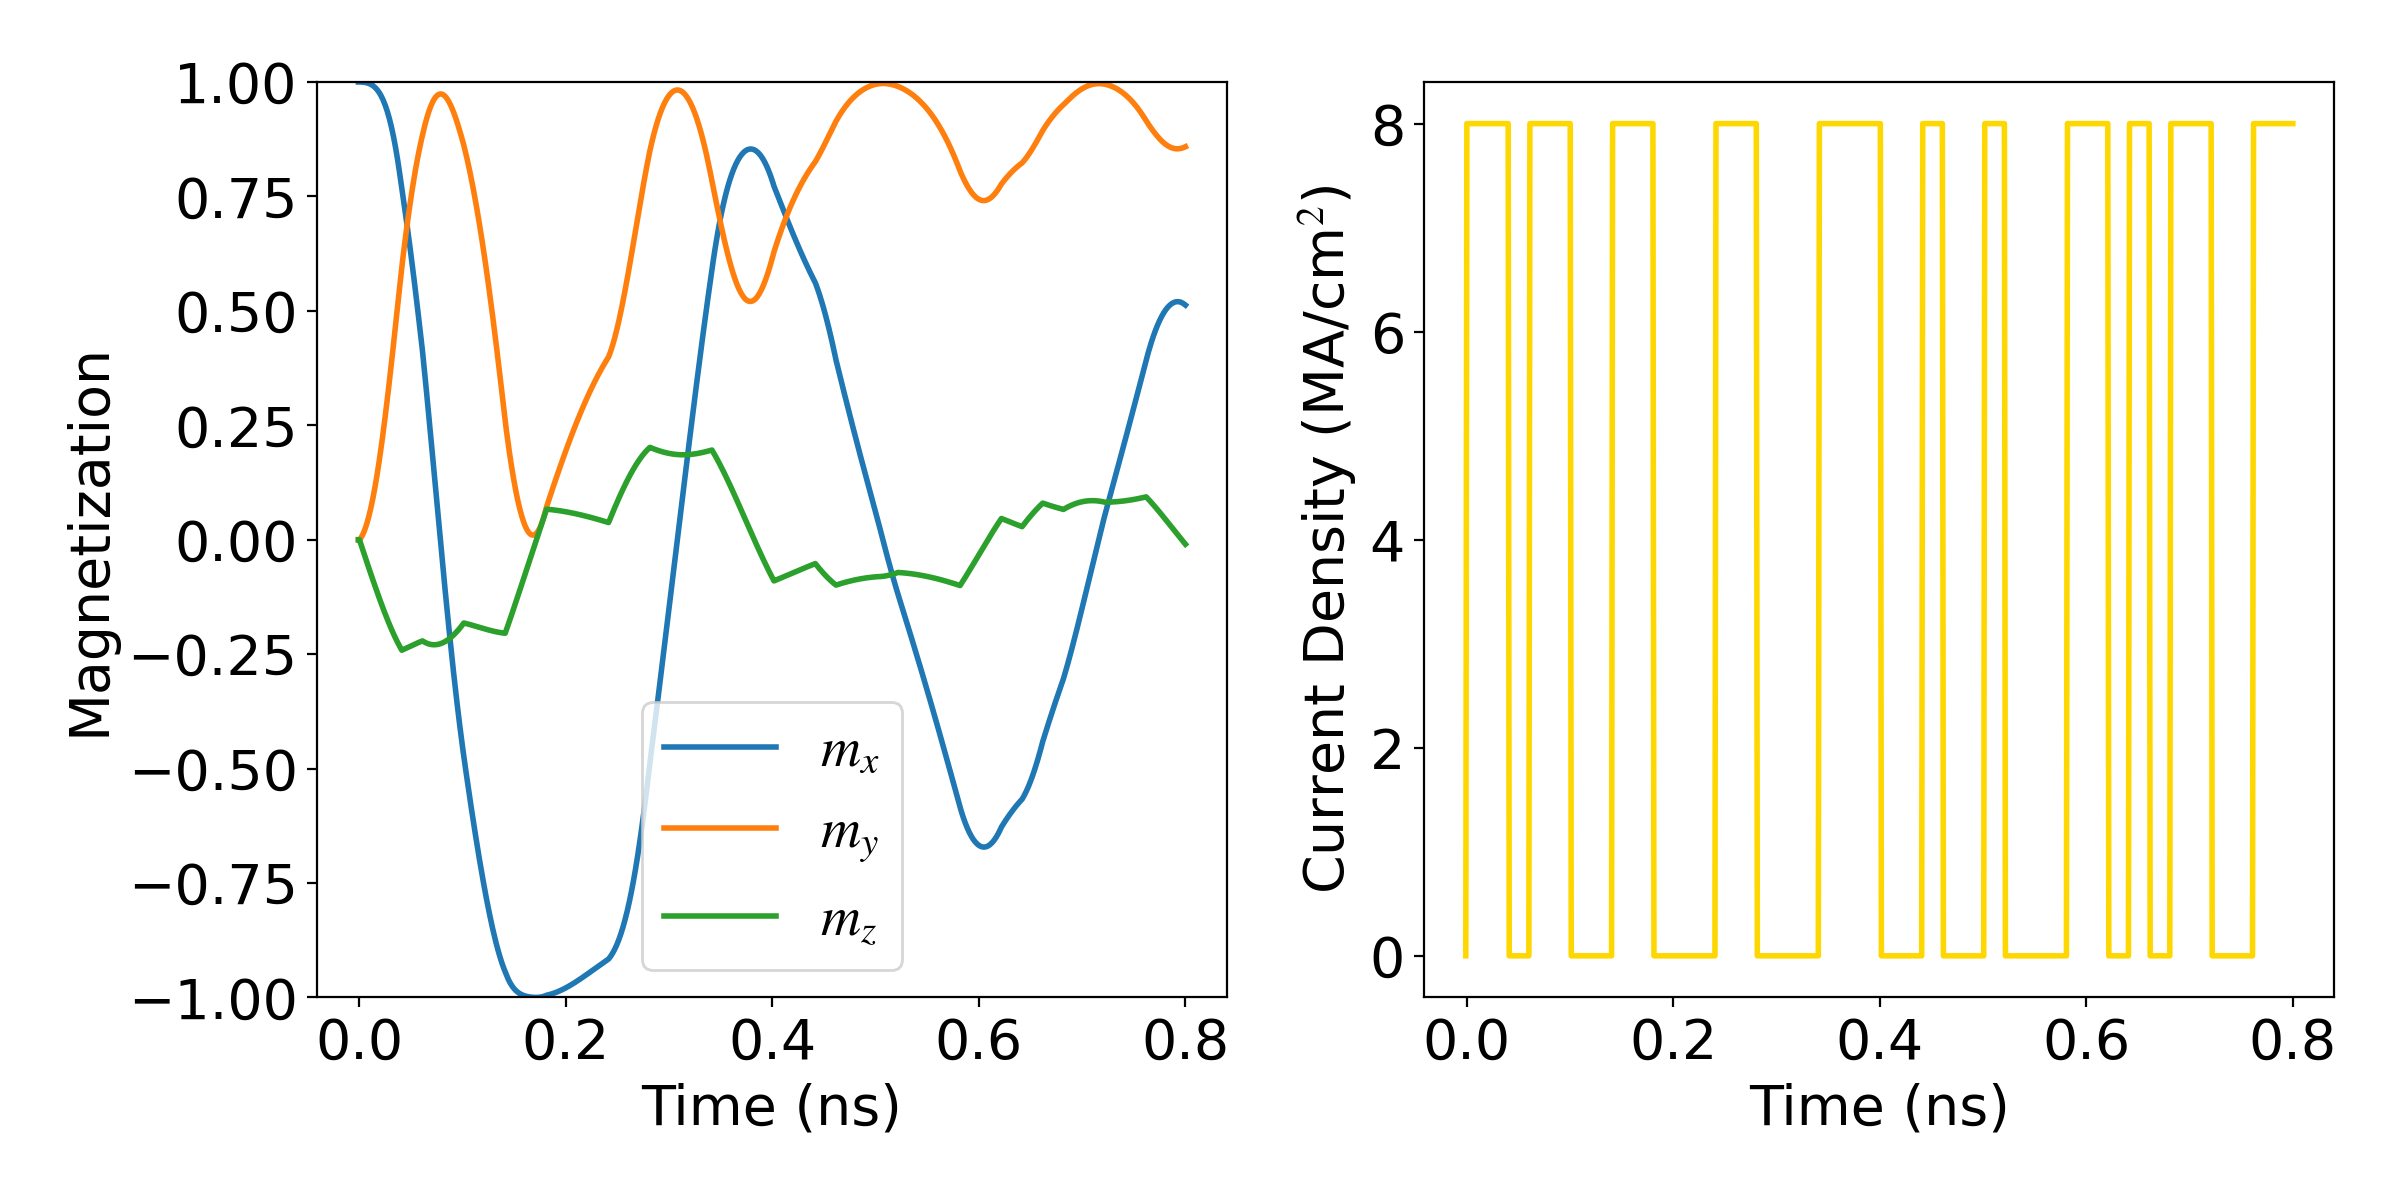 1.00
0.75
0.50
0.25
0.00
−0.25
−0.50
−0.75
−1.00
Magnetization
0.0 0.2 0.4 0.6 0.8
Time (ns)
m_x
m_y
m_z
8
6
4
2
0
Current Density (MA/cm²)
0.0 0.2 0.4 0.6 0.8
Time (ns)